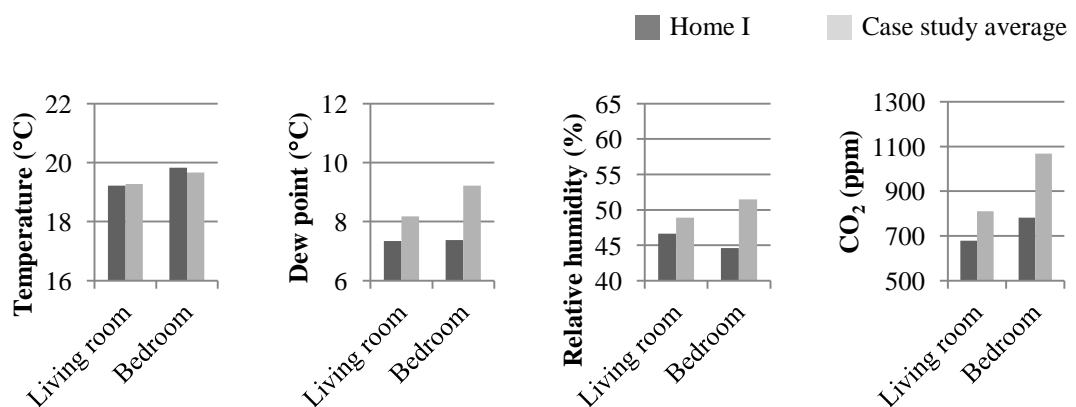 Home I
Case study average
Temperature (°C)
22
20
18
16
Living room
Bedroom
Dew point (°C)
12
10
8
6
Living room
Bedroom
Relative humidity (%)
65
60
55
50
45
40
Living room
Bedroom
CO₂ (ppm)
1300
1100
900
700
500
Living room
Bedroom